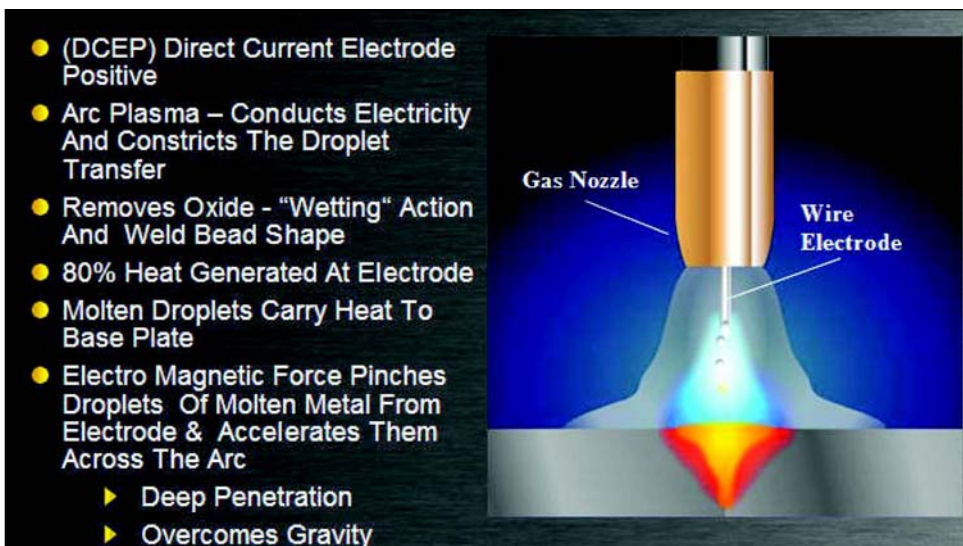 (DCEP) Direct Current Electrode
Positive
Arc Plasma – Conducts Electricity
And Constricts The Droplet
Transfer
Removes Oxide - “Wetting“ Action
And Weld Bead Shape
80% Heat Generated At Electrode
Molten Droplets Carry Heat To
Base Plate
Electro Magnetic Force Pinches
Droplets Of Molten Metal From
Electrode & Accelerates Them
Across The Arc
Deep Penetration
Overcomes Gravity
Gas Nozzle
Wire
Electrode